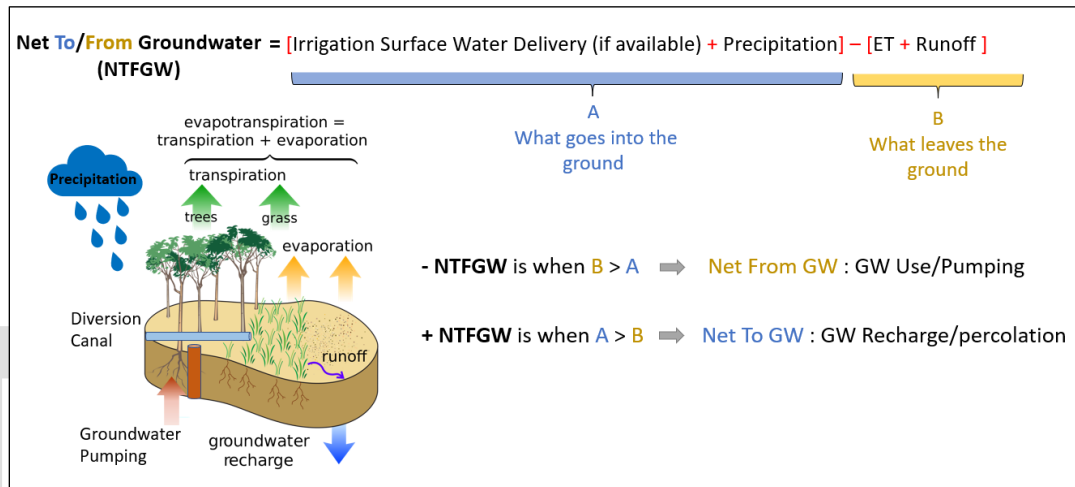 Net To/From Groundwater = [Irrigation Surface Water Delivery (if available) + Precipitation] – [ET + Runoff ]
(NTFGW)
A
What goes into the
ground
B
What leaves the
ground
evapotranspiration =
transpiration + evaporation
transpiration
Precipitation
trees
grass
evaporation
- NTFGW is when B > A
Net From GW : GW Use/Pumping
+ NTFGW is when A > B
Net To GW : GW Recharge/percolation
Diversion
Canal
runoff
Groundwater
Pumping
groundwater
recharge